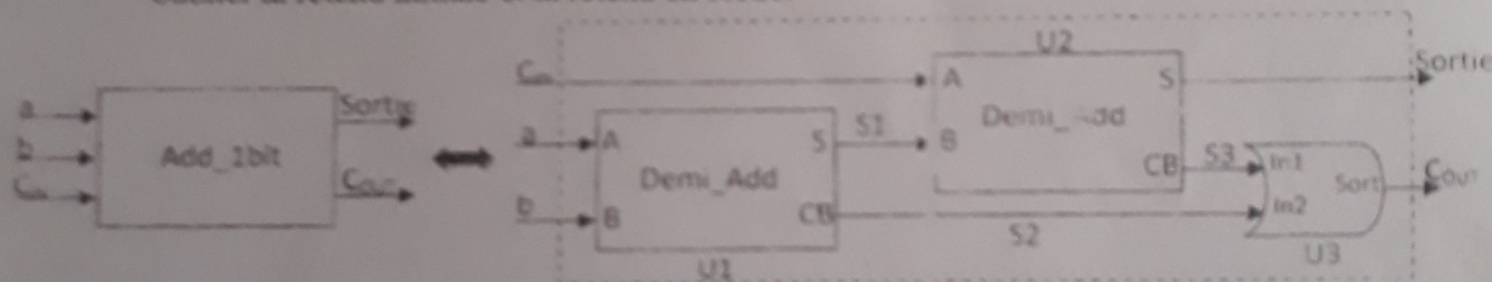 a
b
Cin
Add_1bit
Sortie
Cout
Cin
a
b
A
B
Demi_Add
S
CB
U1
S1
S2
U2
A
B
Demi_Add
S
CB
S3
In1
In2
Sort
U3
Sortie
Cout